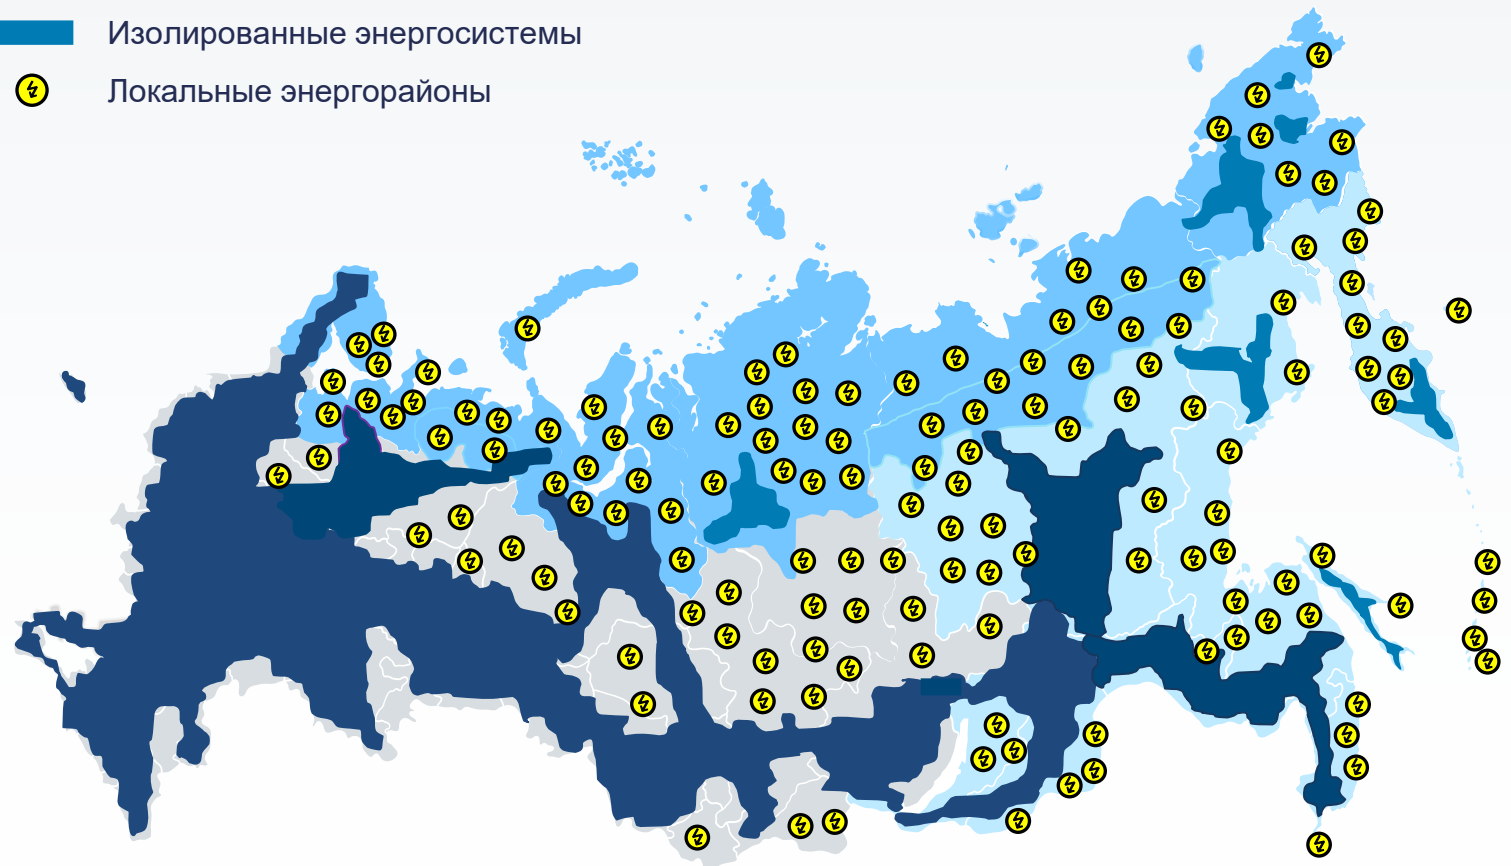 Изолированные энергосистемы
Локальные энергорайоны